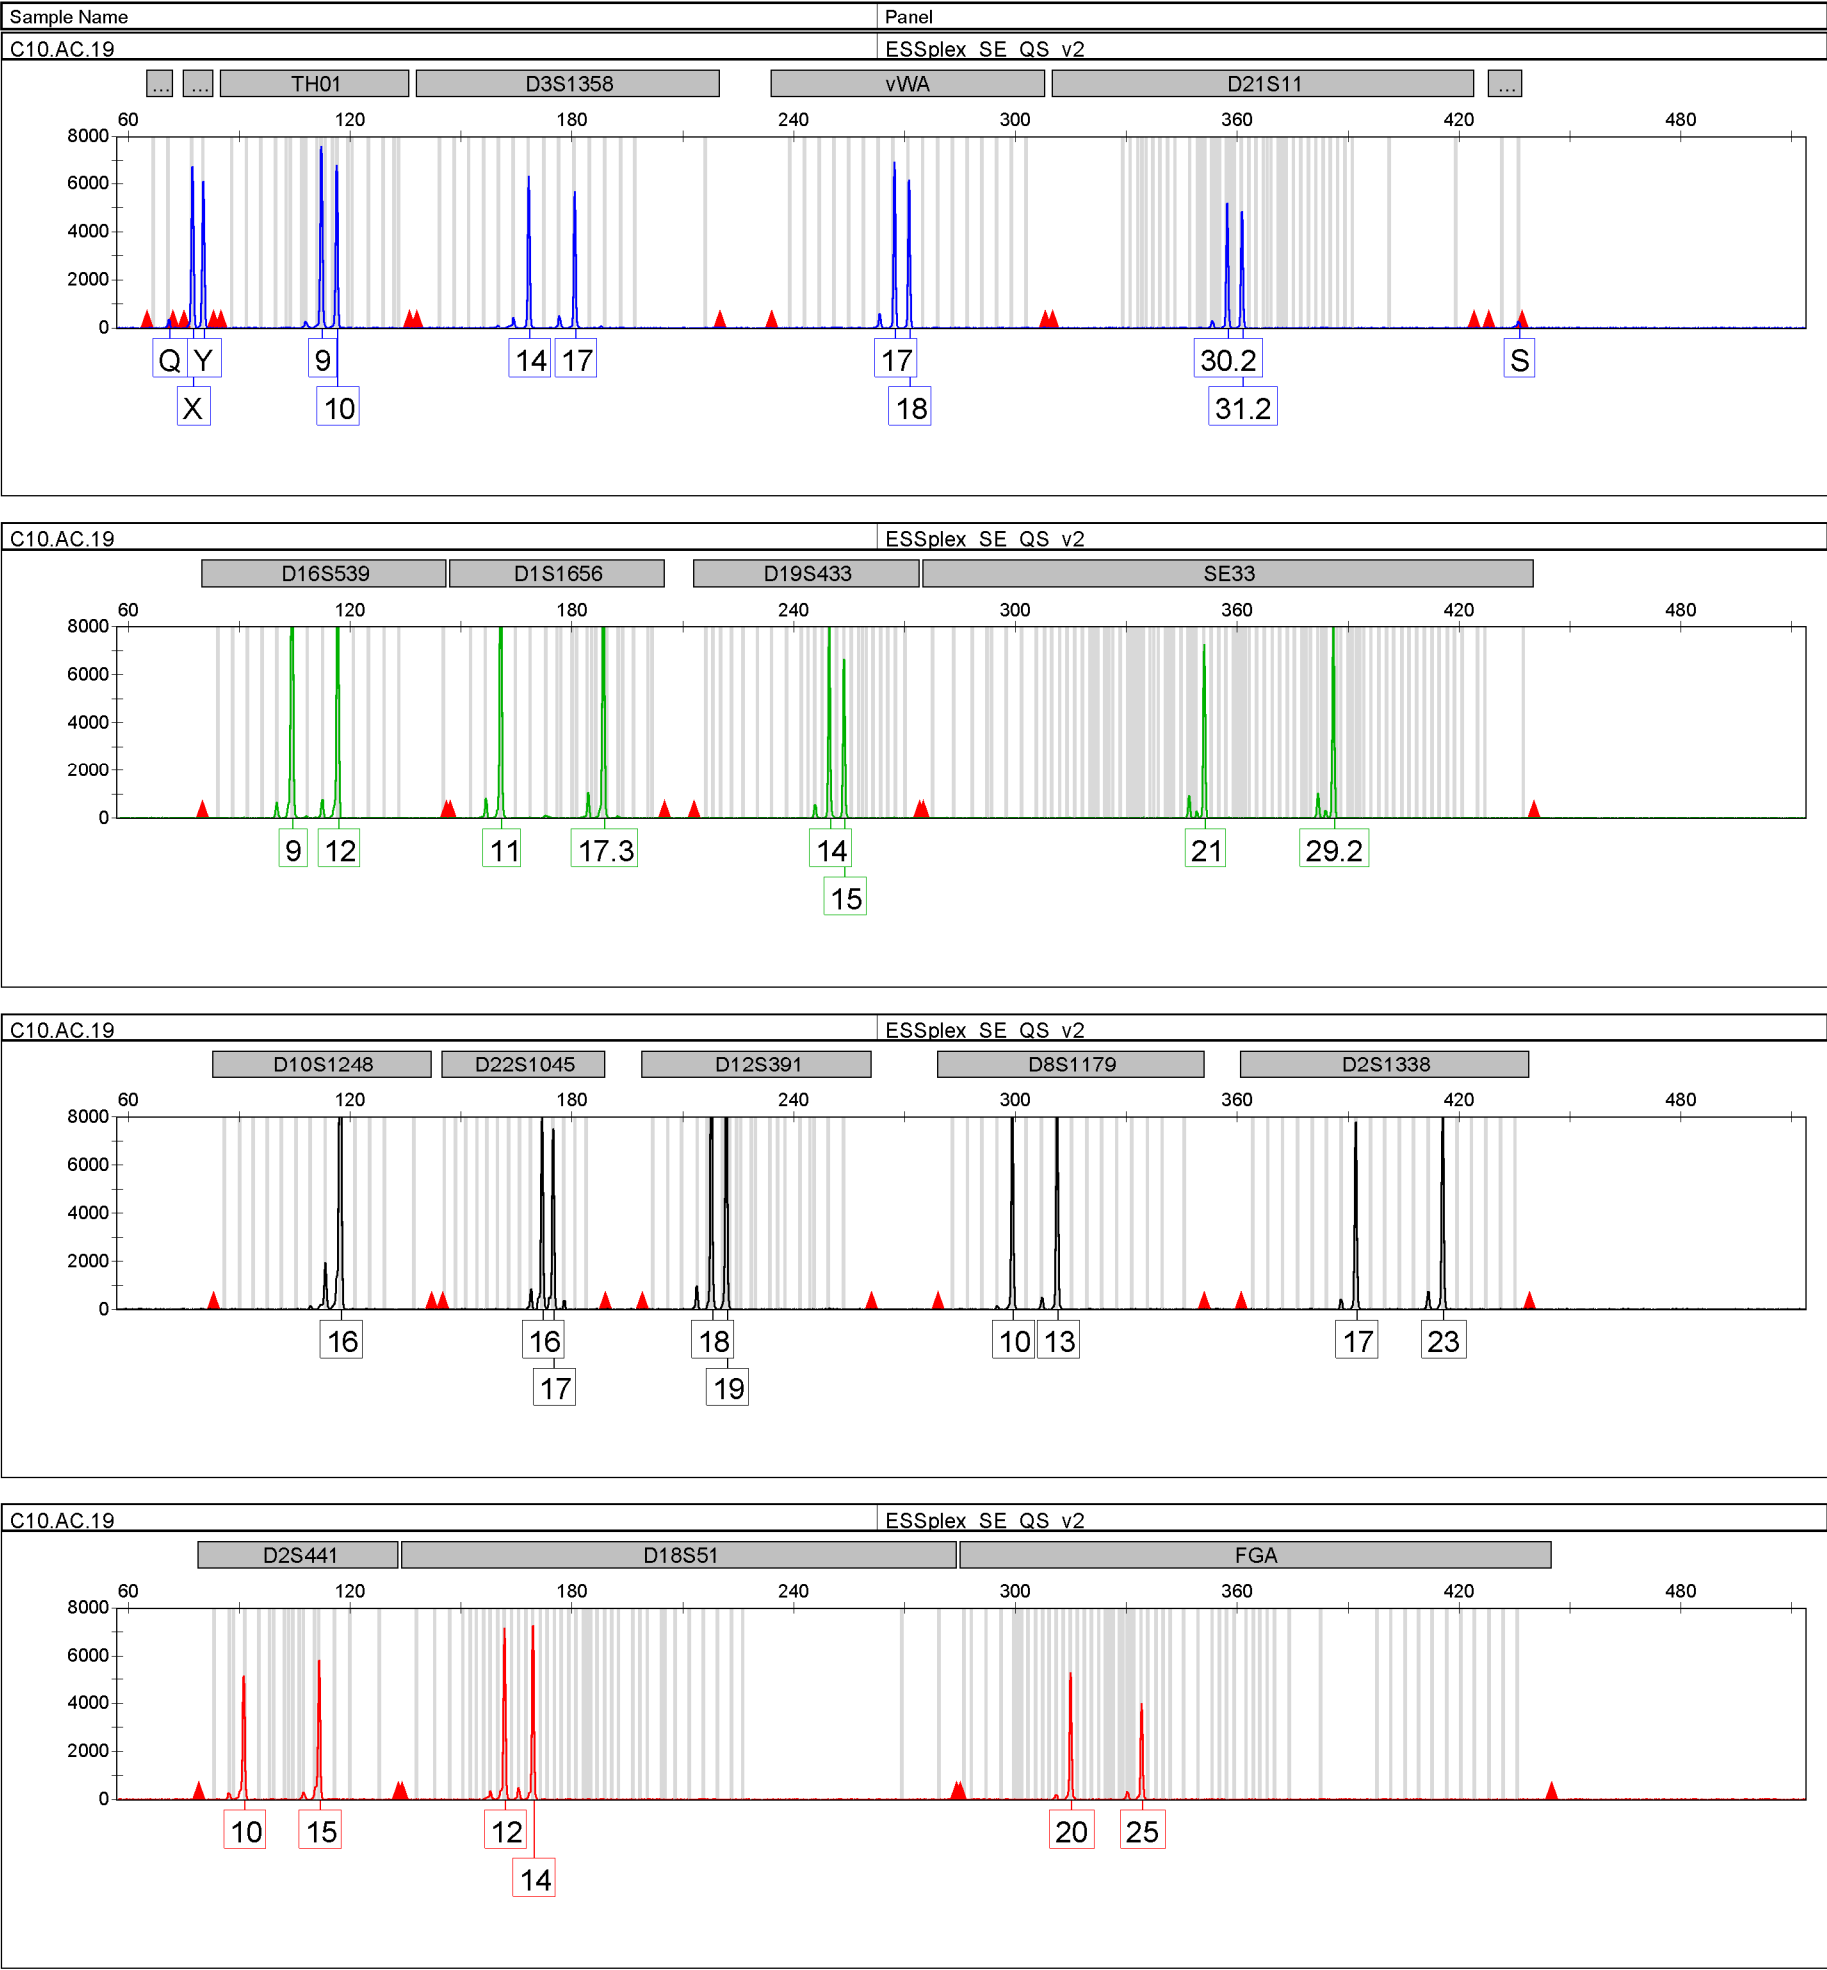 Sample Name Panel
C10.AC.19 ESSplex_SE_QS_v2
... ... TH01 D3S1358 vWA D21S11 ...
60 120 180 240 300 360 420 480
8000
6000
4000
2000
0
Q Y 9 14 17 17 30.2 S
X 10 18 31.2
C10.AC.19 ESSplex_SE_QS_v2
D16S539 D1S1656 D19S433 SE33
60 120 180 240 300 360 420 480
8000
6000
4000
2000
0
9 12 11 17.3 14 21 29.2
15
C10.AC.19 ESSplex_SE_QS_v2
D10S1248 D22S1045 D12S391 D8S1179 D2S1338
60 120 180 240 300 360 420 480
8000
6000
4000
2000
0
16 16 18 10 13 17 23
17 19
C10.AC.19 ESSplex_SE_QS_v2
D2S441 D18S51 FGA
60 120 180 240 300 360 420 480
8000
6000
4000
2000
0
10 15 12 20 25
14